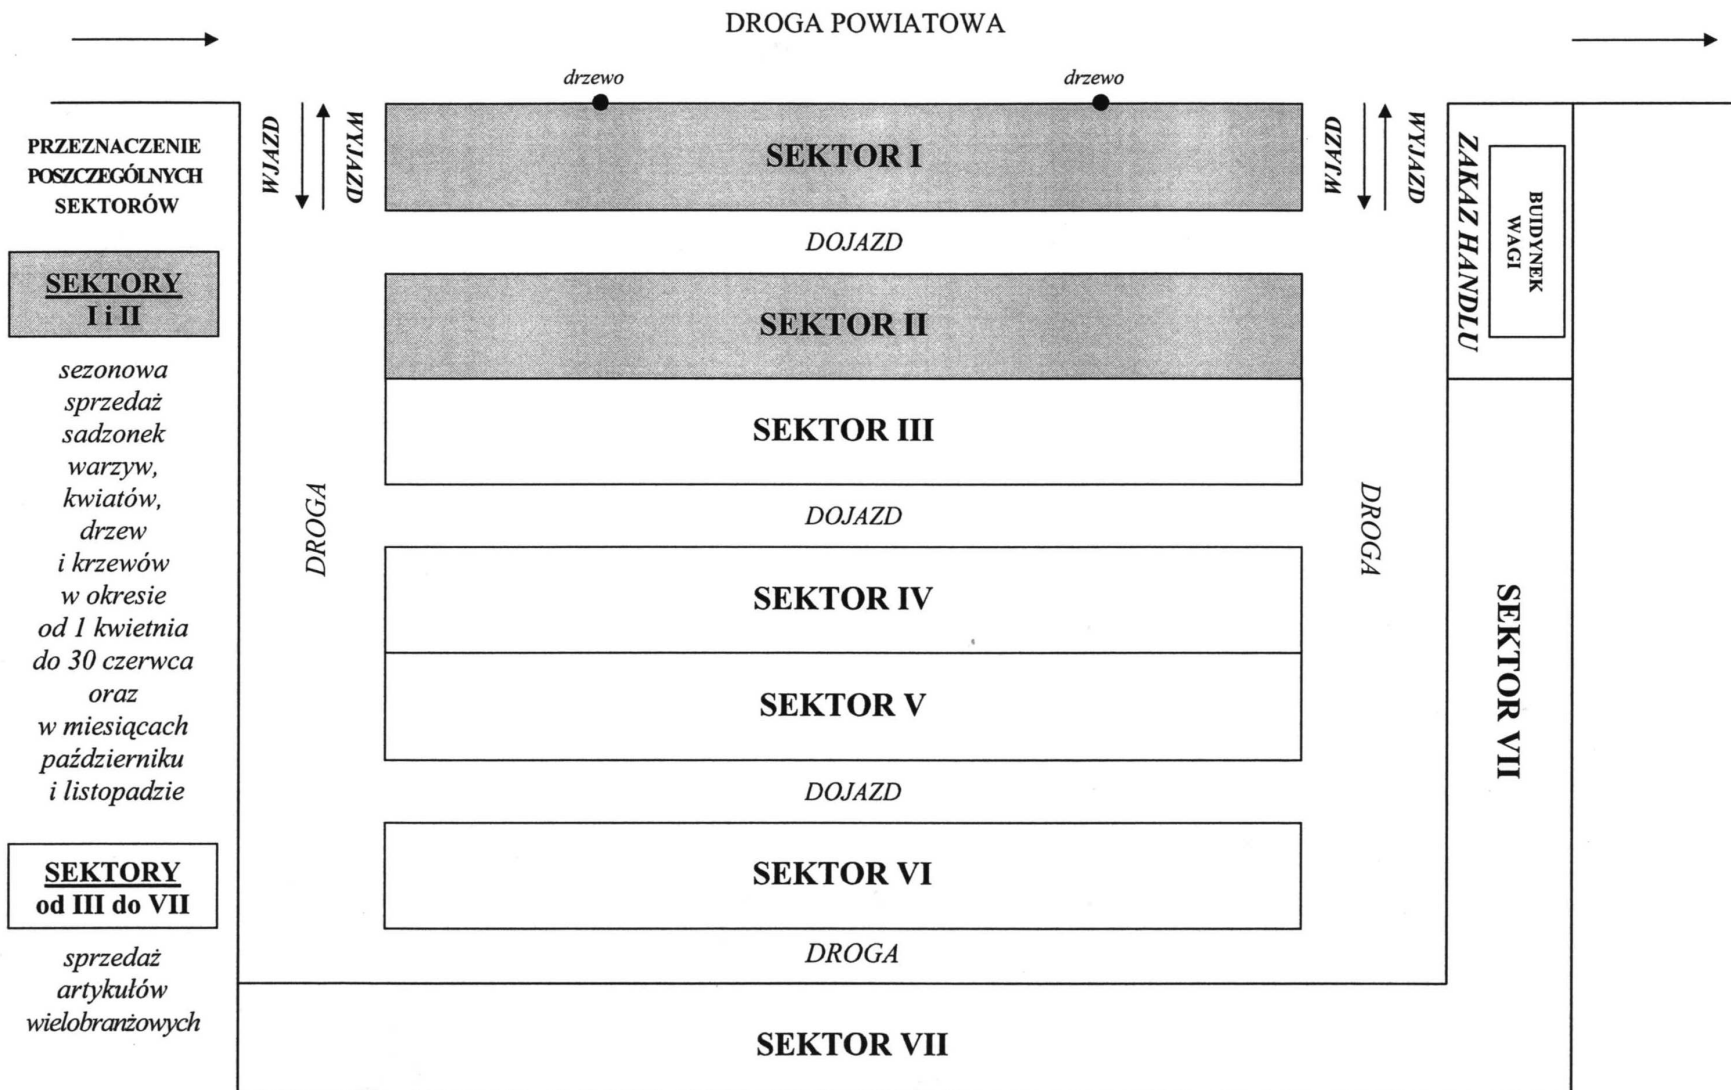 DROGA POWIATOWA
drzewo
drzewo
WJAZD
WYJAZD
WJAZD
WYJAZD
PRZEZNACZENIE
POSZCZEGÓLNYCH
SEKTORÓW
SEKTORY
I i II
sezonowa
sprzedaż
sadzonek
warzyw,
kwiatów,
drzew
i krzewów
w okresie
od 1 kwietnia
do 30 czerwca
oraz
w miesiącach
październiku
i listopadzie
SEKTORY
od III do VII
sprzedaż
artykułów
wielobranżowych
DROGA
SEKTOR I
DOJAZD
SEKTOR II
SEKTOR III
DOJAZD
SEKTOR IV
SEKTOR V
DOJAZD
SEKTOR VI
DROGA
SEKTOR VII
DROGA
ZAKAZ HANDLU
BUIDYNEK
WAGI
SEKTOR VII